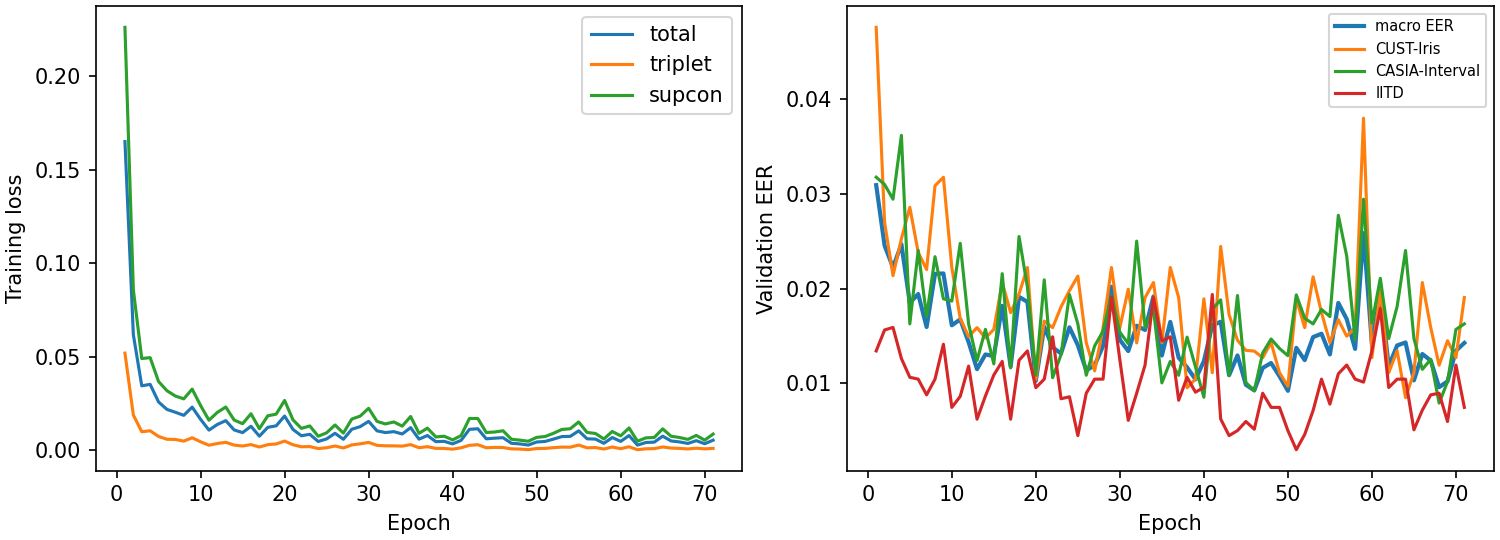 total
triplet
supcon
0.20
0.15
0.10
0.05
0.00
Training loss
0 10 20 30 40 50 60 70
Epoch
macro EER
CUST-Iris
CASIA-Interval
IITD
0.04
0.03
0.02
0.01
Validation EER
0 10 20 30 40 50 60 70
Epoch